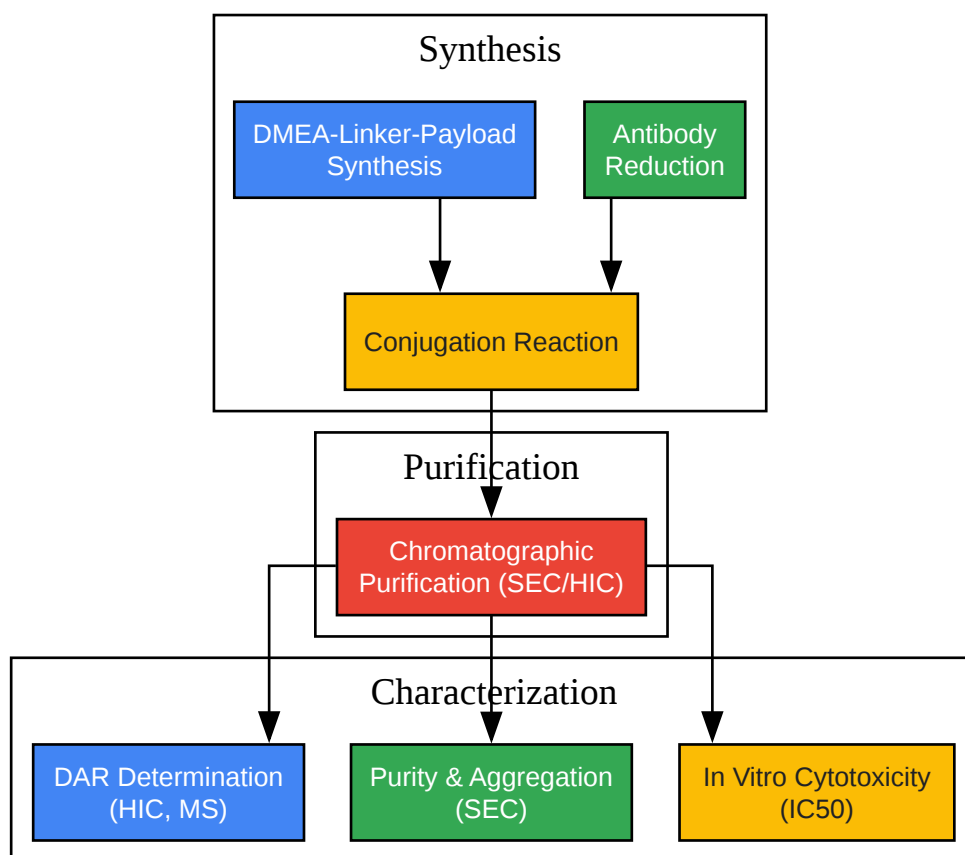 Synthesis
DMEA-Linker-Payload
Synthesis
Antibody
Reduction
Conjugation Reaction
Purification
Chromatographic
Purification (SEC/HIC)
Characterization
DAR Determination
(HIC, MS)
Purity & Aggregation
(SEC)
In Vitro Cytotoxicity
(IC50)